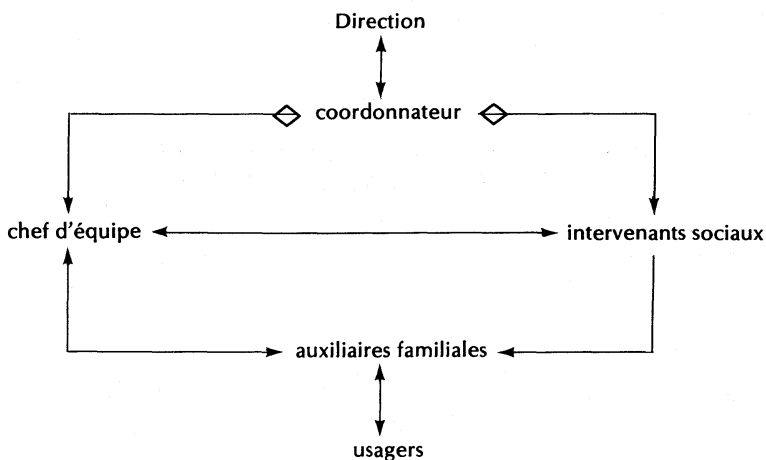 Direction
coordonnateur
chef d'équipe
intervenants sociaux
auxiliaires familiales
usagers